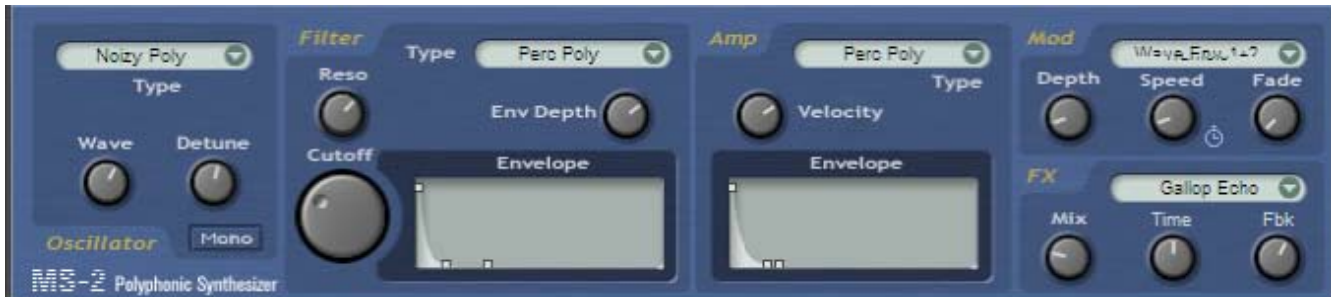 Noizy Poly
Type
Wave Detune
Oscillator Mono
MS-2 Polyphonic Synthesizer
Filter
Type Perc Poly
Reso
Env Depth
Cutoff
Envelope
Amp
Perc Poly
Type
Velocity
Envelope
Mod
Depth Speed Fade
FX
Gallop Echo
Mix Time Fbk